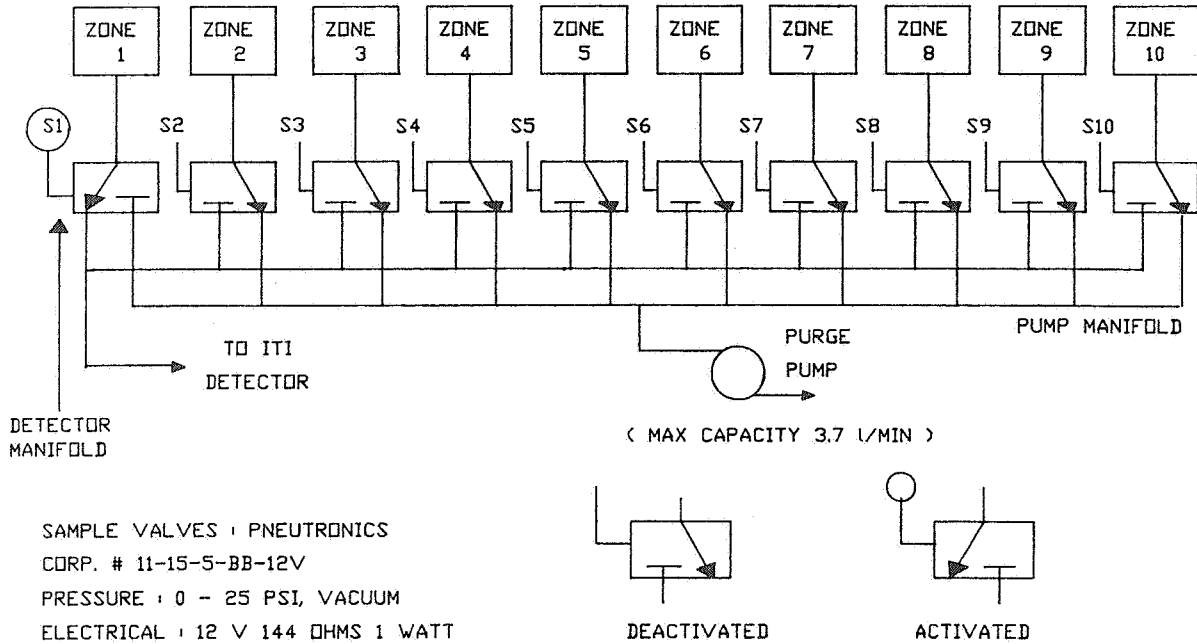 ZONE 1
ZONE 2
ZONE 3
ZONE 4
ZONE 5
ZONE 6
ZONE 7
ZONE 8
ZONE 9
ZONE 10
S1
S2
S3
S4
S5
S6
S7
S8
S9
S10
PUMP MANIFOLD
TO ITI
DETECTOR
PURGE
PUMP
DETECTOR
MANIFOLD
( MAX CAPACITY 3.7 l/MIN )
SAMPLE VALVES : PNEUTRONICS
CORP. # 11-15-5-BB-12V
PRESSURE : 0 - 25 PSI, VACUUM
ELECTRICAL : 12 V 144 OHMS 1 WATT
DEACTIVATED
ACTIVATED